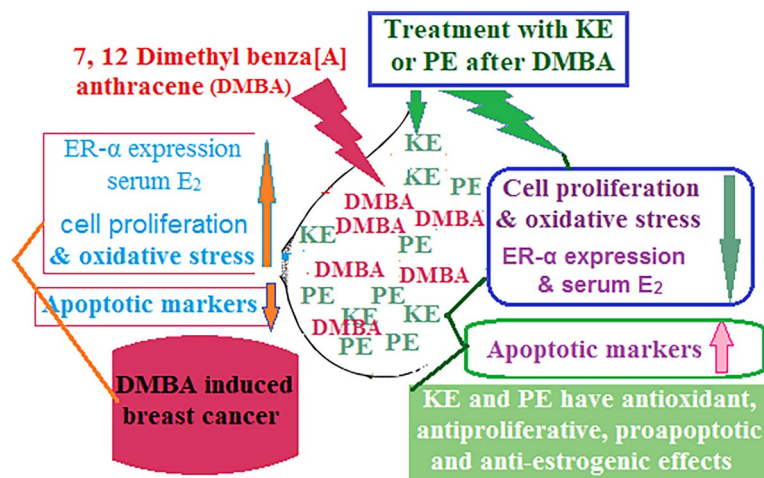 7, 12 Dimethyl benza[A]
anthracene (DMBA)
Treatment with KE
or PE after DMBA
ER-α expression
serum E₂
cell proliferation
& oxidative stress
Apoptotic markers
DMBA induced
breast cancer
KE
KE
PE
DMBA
DMBA
DMBA
KE
PE
DMBA
DMBA
PE
PE
KE
KE
DMBA
PE
PE
Cell proliferation
& oxidative stress
ER-α expression
& serum E₂
Apoptotic markers
KE and PE have antioxidant,
antiproliferative, proapoptotic
and anti-estrogenic effects